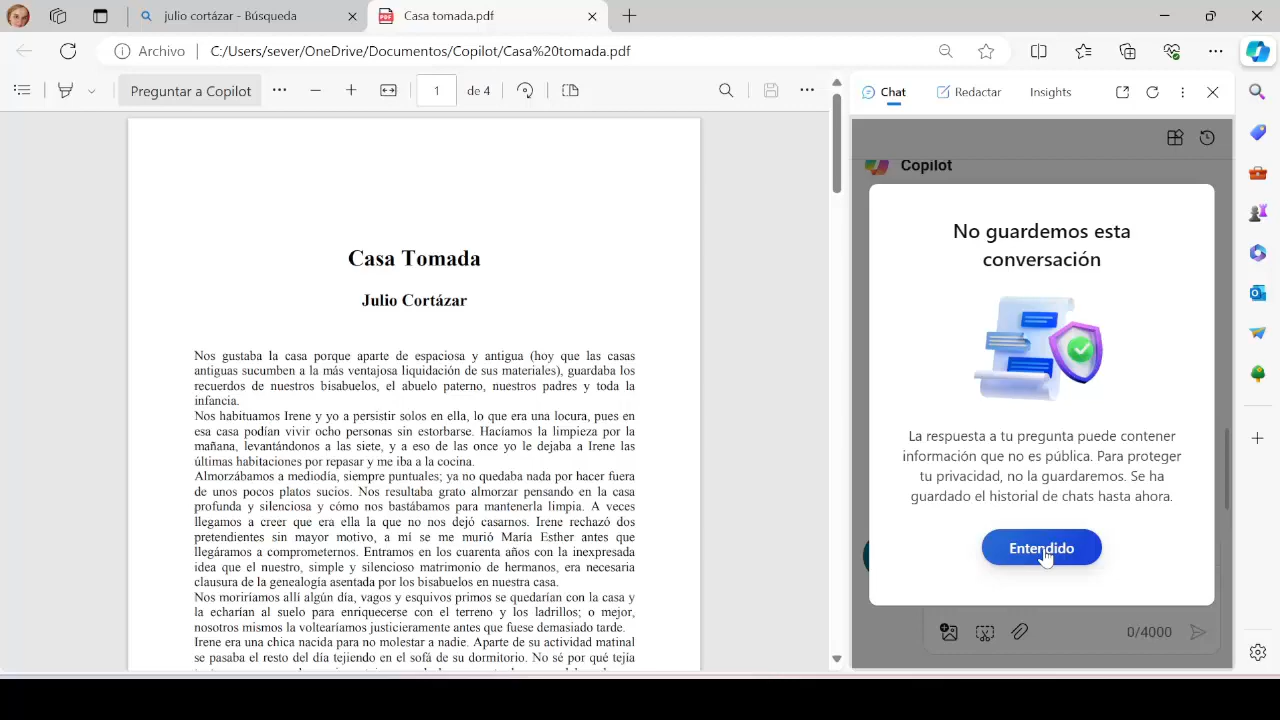 julio cortázar - Búsqueda
Casa tomada.pdf
Archivo
C:/Users/sever/OneDrive/Documentos/Copilot/Casa%20tomada.pdf
Preguntar a Copilot
1
de 4
Chat
Redactar
Insights
Casa Tomada
Julio Cortázar
Nos gustaba la casa porque aparte de espaciosa y antigua (hoy que las casas
antiguas sucumben a la más ventajosa liquidación de sus materiales), guardaba los
recuerdos de nuestros bisabuelos, el abuelo paterno, nuestros padres y toda la
infancia.
Nos habituamos Irene y yo a persistir solos en ella, lo que era una locura, pues en
esa casa podían vivir ocho personas sin estorbarse. Hacíamos la limpieza por la
mañana, levantándonos a las siete, y a eso de las once yo le dejaba a Irene las
últimas habitaciones por repasar y me iba a la cocina.
Almorzábamos a mediodía, siempre puntuales; ya no quedaba nada por hacer fuera
de unos pocos platos sucios. Nos resultaba grato almorzar pensando en la casa
profunda y silenciosa y cómo nos bastábamos para mantenerla limpia. A veces
llegamos a creer que era ella la que no nos dejó casarnos. Irene rechazó dos
pretendientes sin mayor motivo, a mí se me murió María Esther antes que
llegáramos a comprometernos. Entramos en los cuarenta años con la inexpresada
idea que el nuestro, simple y silencioso matrimonio de hermanos, era necesaria
clausura de la genealogía asentada por los bisabuelos en nuestra casa.
Nos moriríamos allí algún día, vagos y esquivos primos se quedarían con la casa y
la echarían al suelo para enriquecerse con el terreno y los ladrillos; o mejor,
nosotros mismos la voltearíamos justicieramente antes que fuese demasiado tarde.
Irene era una chica nacida para no molestar a nadie. Aparte de su actividad matinal
se pasaba el resto del día tejiendo en el sofá de su dormitorio. No sé por qué tejía
Copilot
No guardemos esta
conversación
La respuesta a tu pregunta puede contener
información que no es pública. Para proteger
tu privacidad, no la guardaremos. Se ha
guardado el historial de chats hasta ahora.
Entendido
0/4000